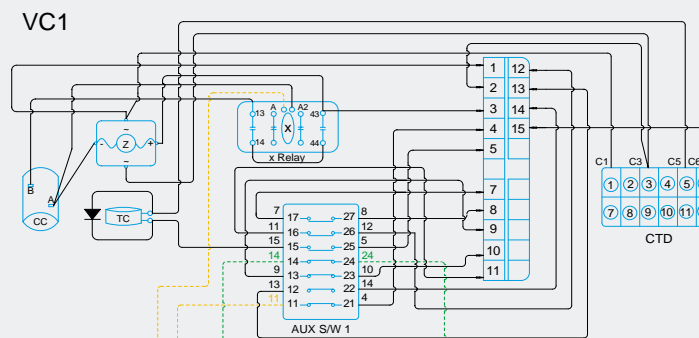 VC1
1 12
2 13
3 14
4 15
5
7
8
9
10
11
13 A A2 43
14 X 44
x Relay
~
- Z +
~
B
A
CC
TC
C1 C3 C5 C6
1 2 3 4 5
7 8 9 10 11
CTD
7 17 27 8
11 16 26 12
15 15 25 5
14 14 24 24
9 13 23 10
13 12 22 14
11 11 21 4
AUX S/W 1